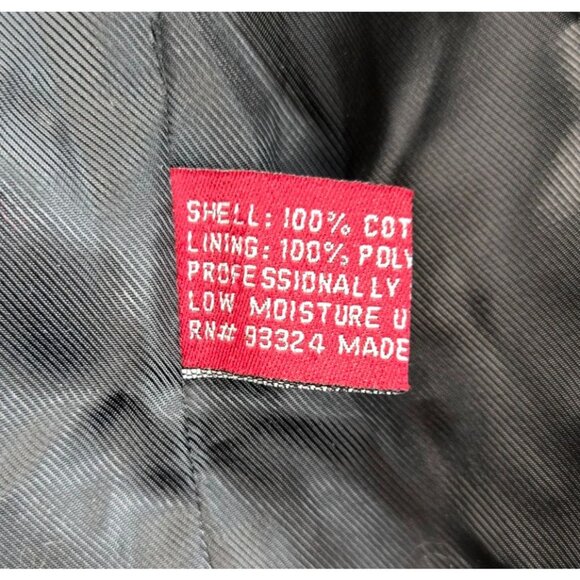 SHELL: 100% COT
LINING: 100% POLY
PROFESSIONALLY
LOW MOISTURE U
RN# 93324 MADE